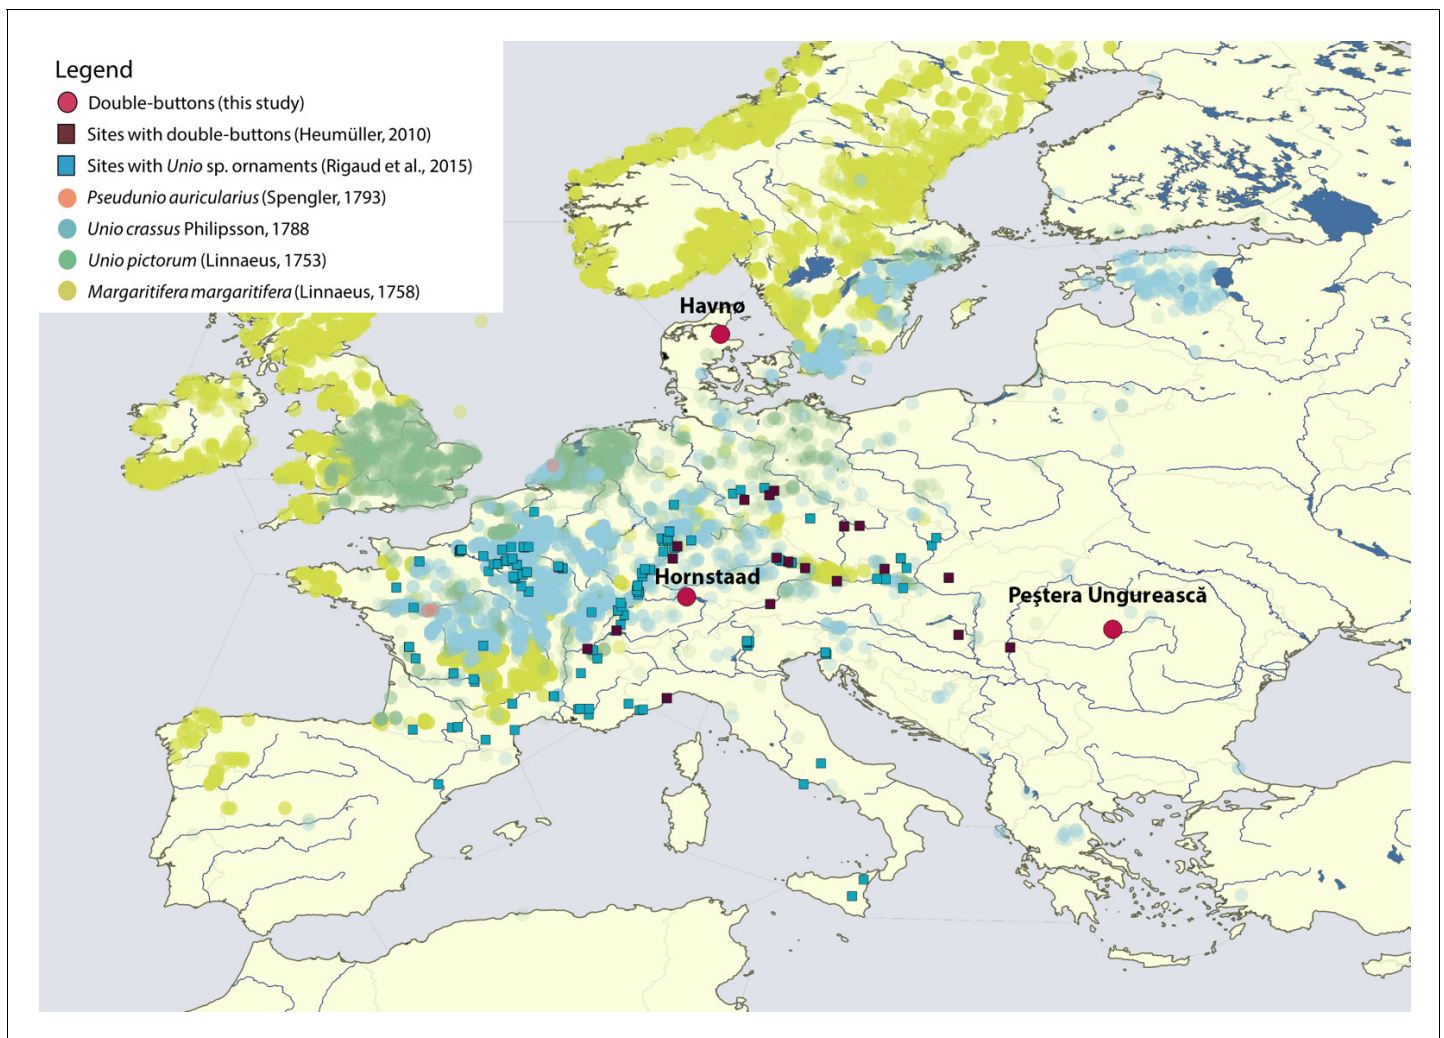 Legend
Double-buttons (this study)
Sites with double-buttons (Heumüller, 2010)
Sites with Unio sp. ornaments (Rigaud et al., 2015)
Pseudunio auricularius (Spengler, 1793)
Unio crassus Philipsson, 1788
Unio pictorum (Linnaeus, 1753)
Margaritifera margaritifera (Linnaeus, 1758)
Havnø
Hornstaad
Peştera Ungurească